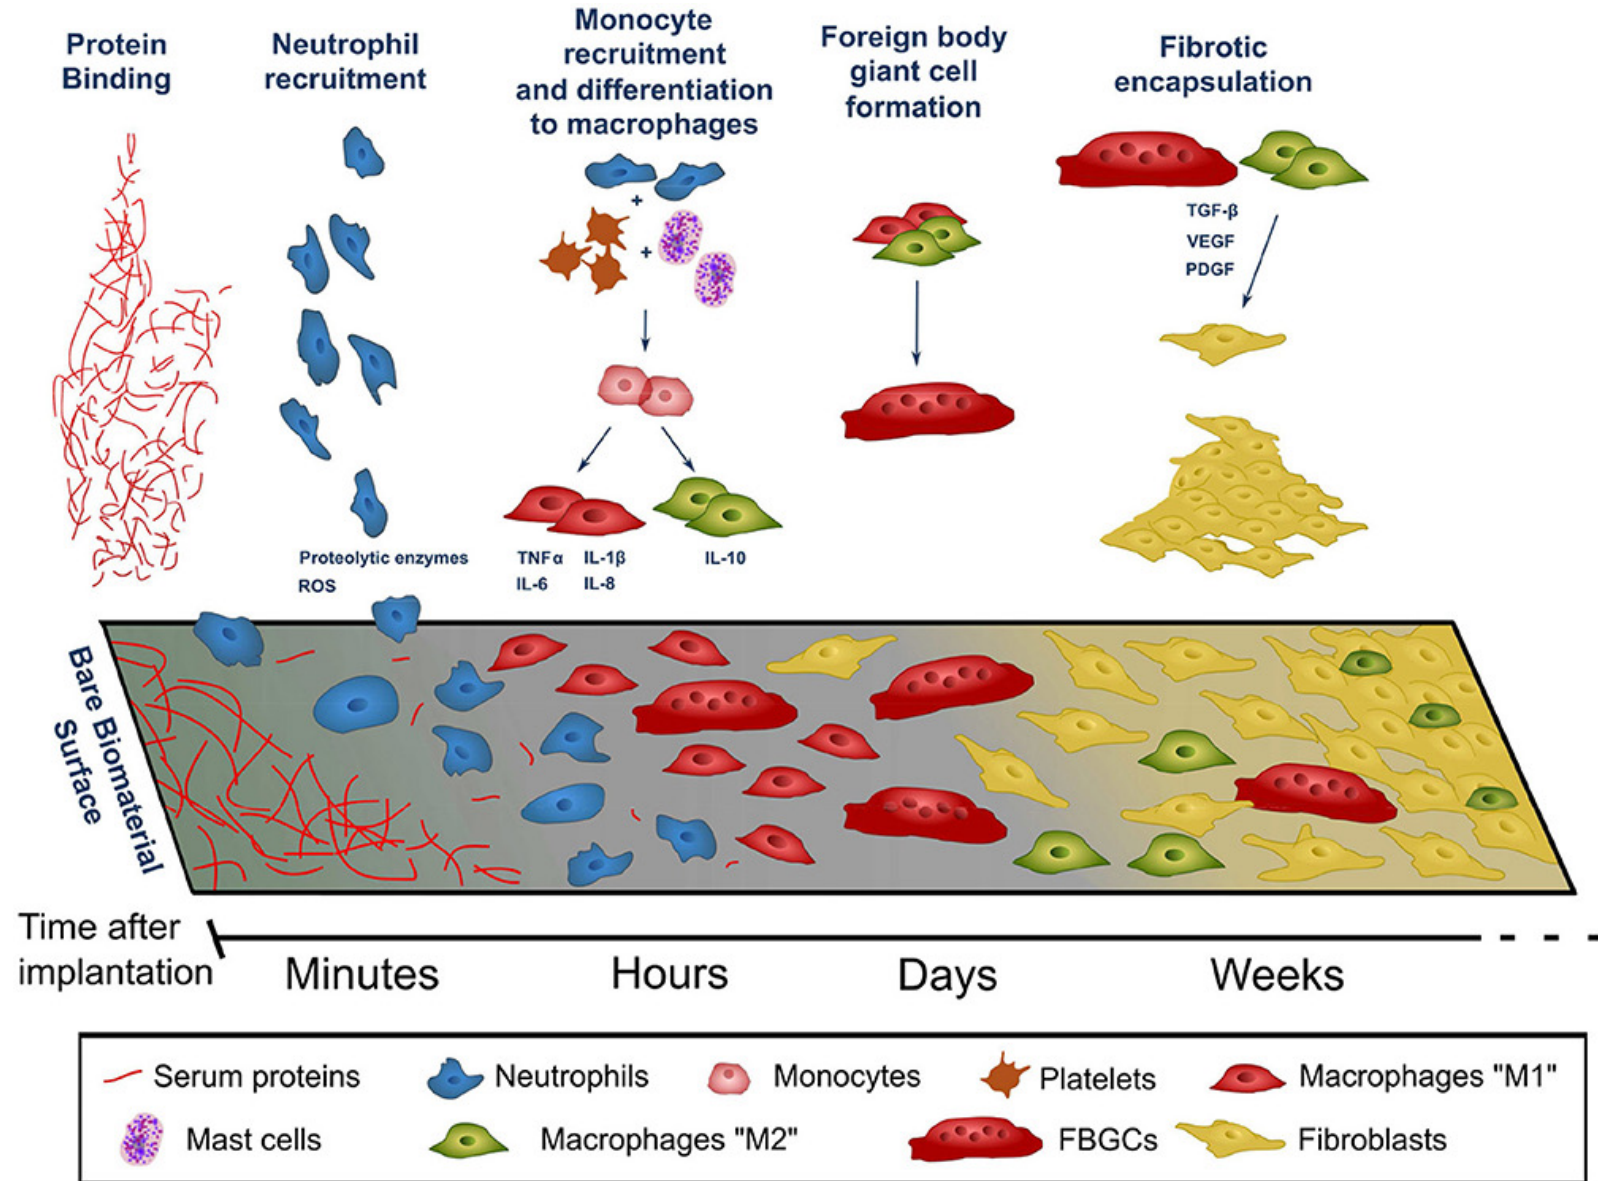 Protein
Binding
Neutrophil
recruitment
Monocyte
recruitment
and differentiation
to macrophages
Foreign body
giant cell
formation
Fibrotic
encapsulation
+
+
TGF-β
VEGF
PDGF
Proteolytic enzymes
ROS
TNFα IL-1β
IL-6 IL-8
IL-10
Bare Biomaterial
Surface
Time after
implantation
Minutes
Hours
Days
Weeks
Serum proteins
Neutrophils
Monocytes
Platelets
Macrophages "M1"
Mast cells
Macrophages "M2"
FBGCs
Fibroblasts